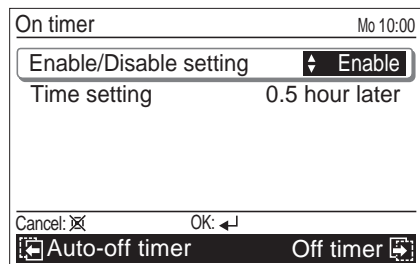 On timer Mo 10:00
Enable/Disable setting Enable
Time setting 0.5 hour later
Cancel: OK:
Auto-off timer Off timer